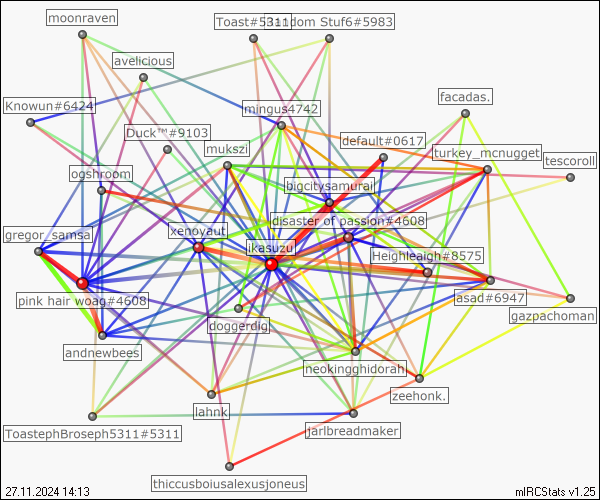 moonraven
Toast#5311
dom Stuf6#5983
avelicious
facadas.
Knowun#6424
mingus4742
Duck™#9103
default#0617
mukszi
turkey_mcnugget
tescoroll
ogshroom
bigcitysamurai
disaster of passion#4608
gregor_samsa
xenoyaut
ikasuzu
Heighleaigh#8575
pink hair woag#4608
asad#6947
gazpachoman
doggerdig
andnewbees
neokingghidorah
zeehonk.
lahnk
ToastephBroseph5311#5311
jarlbreadmaker
thiccusboiusalexusjoneus
27.11.2024 14:13
mIRCStats v1.25